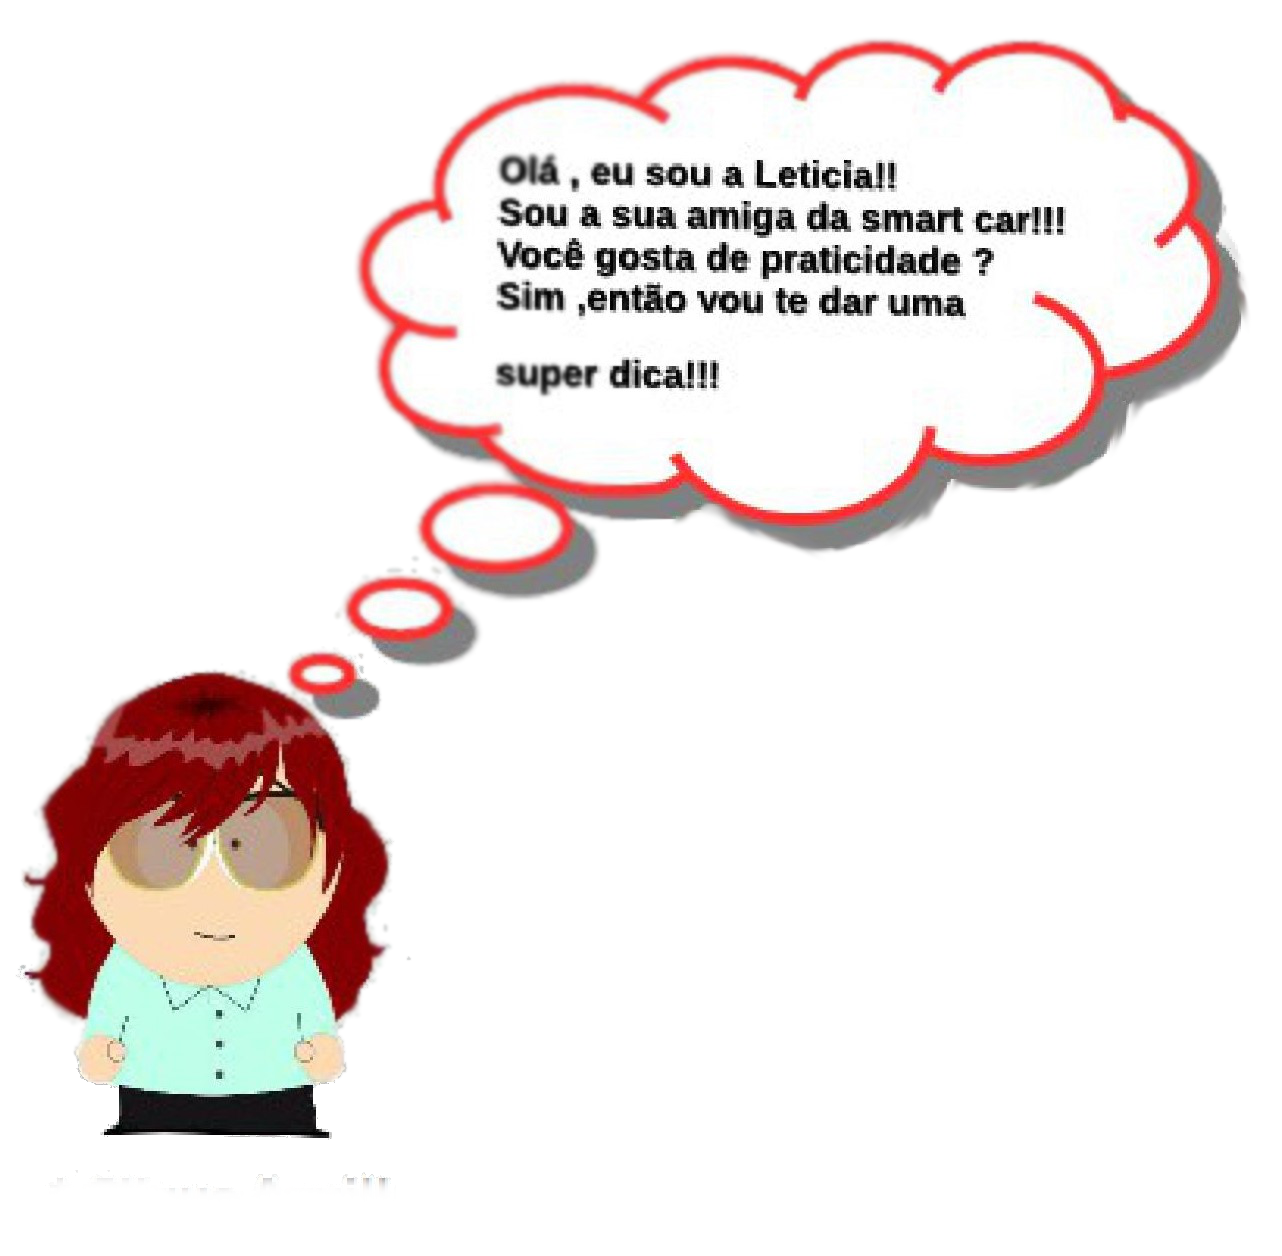 Olá , eu sou a Leticia!!
Sou a sua amiga da smart car!!!
Você gosta de praticidade ?
Sim ,então vou te dar uma
super dica!!!